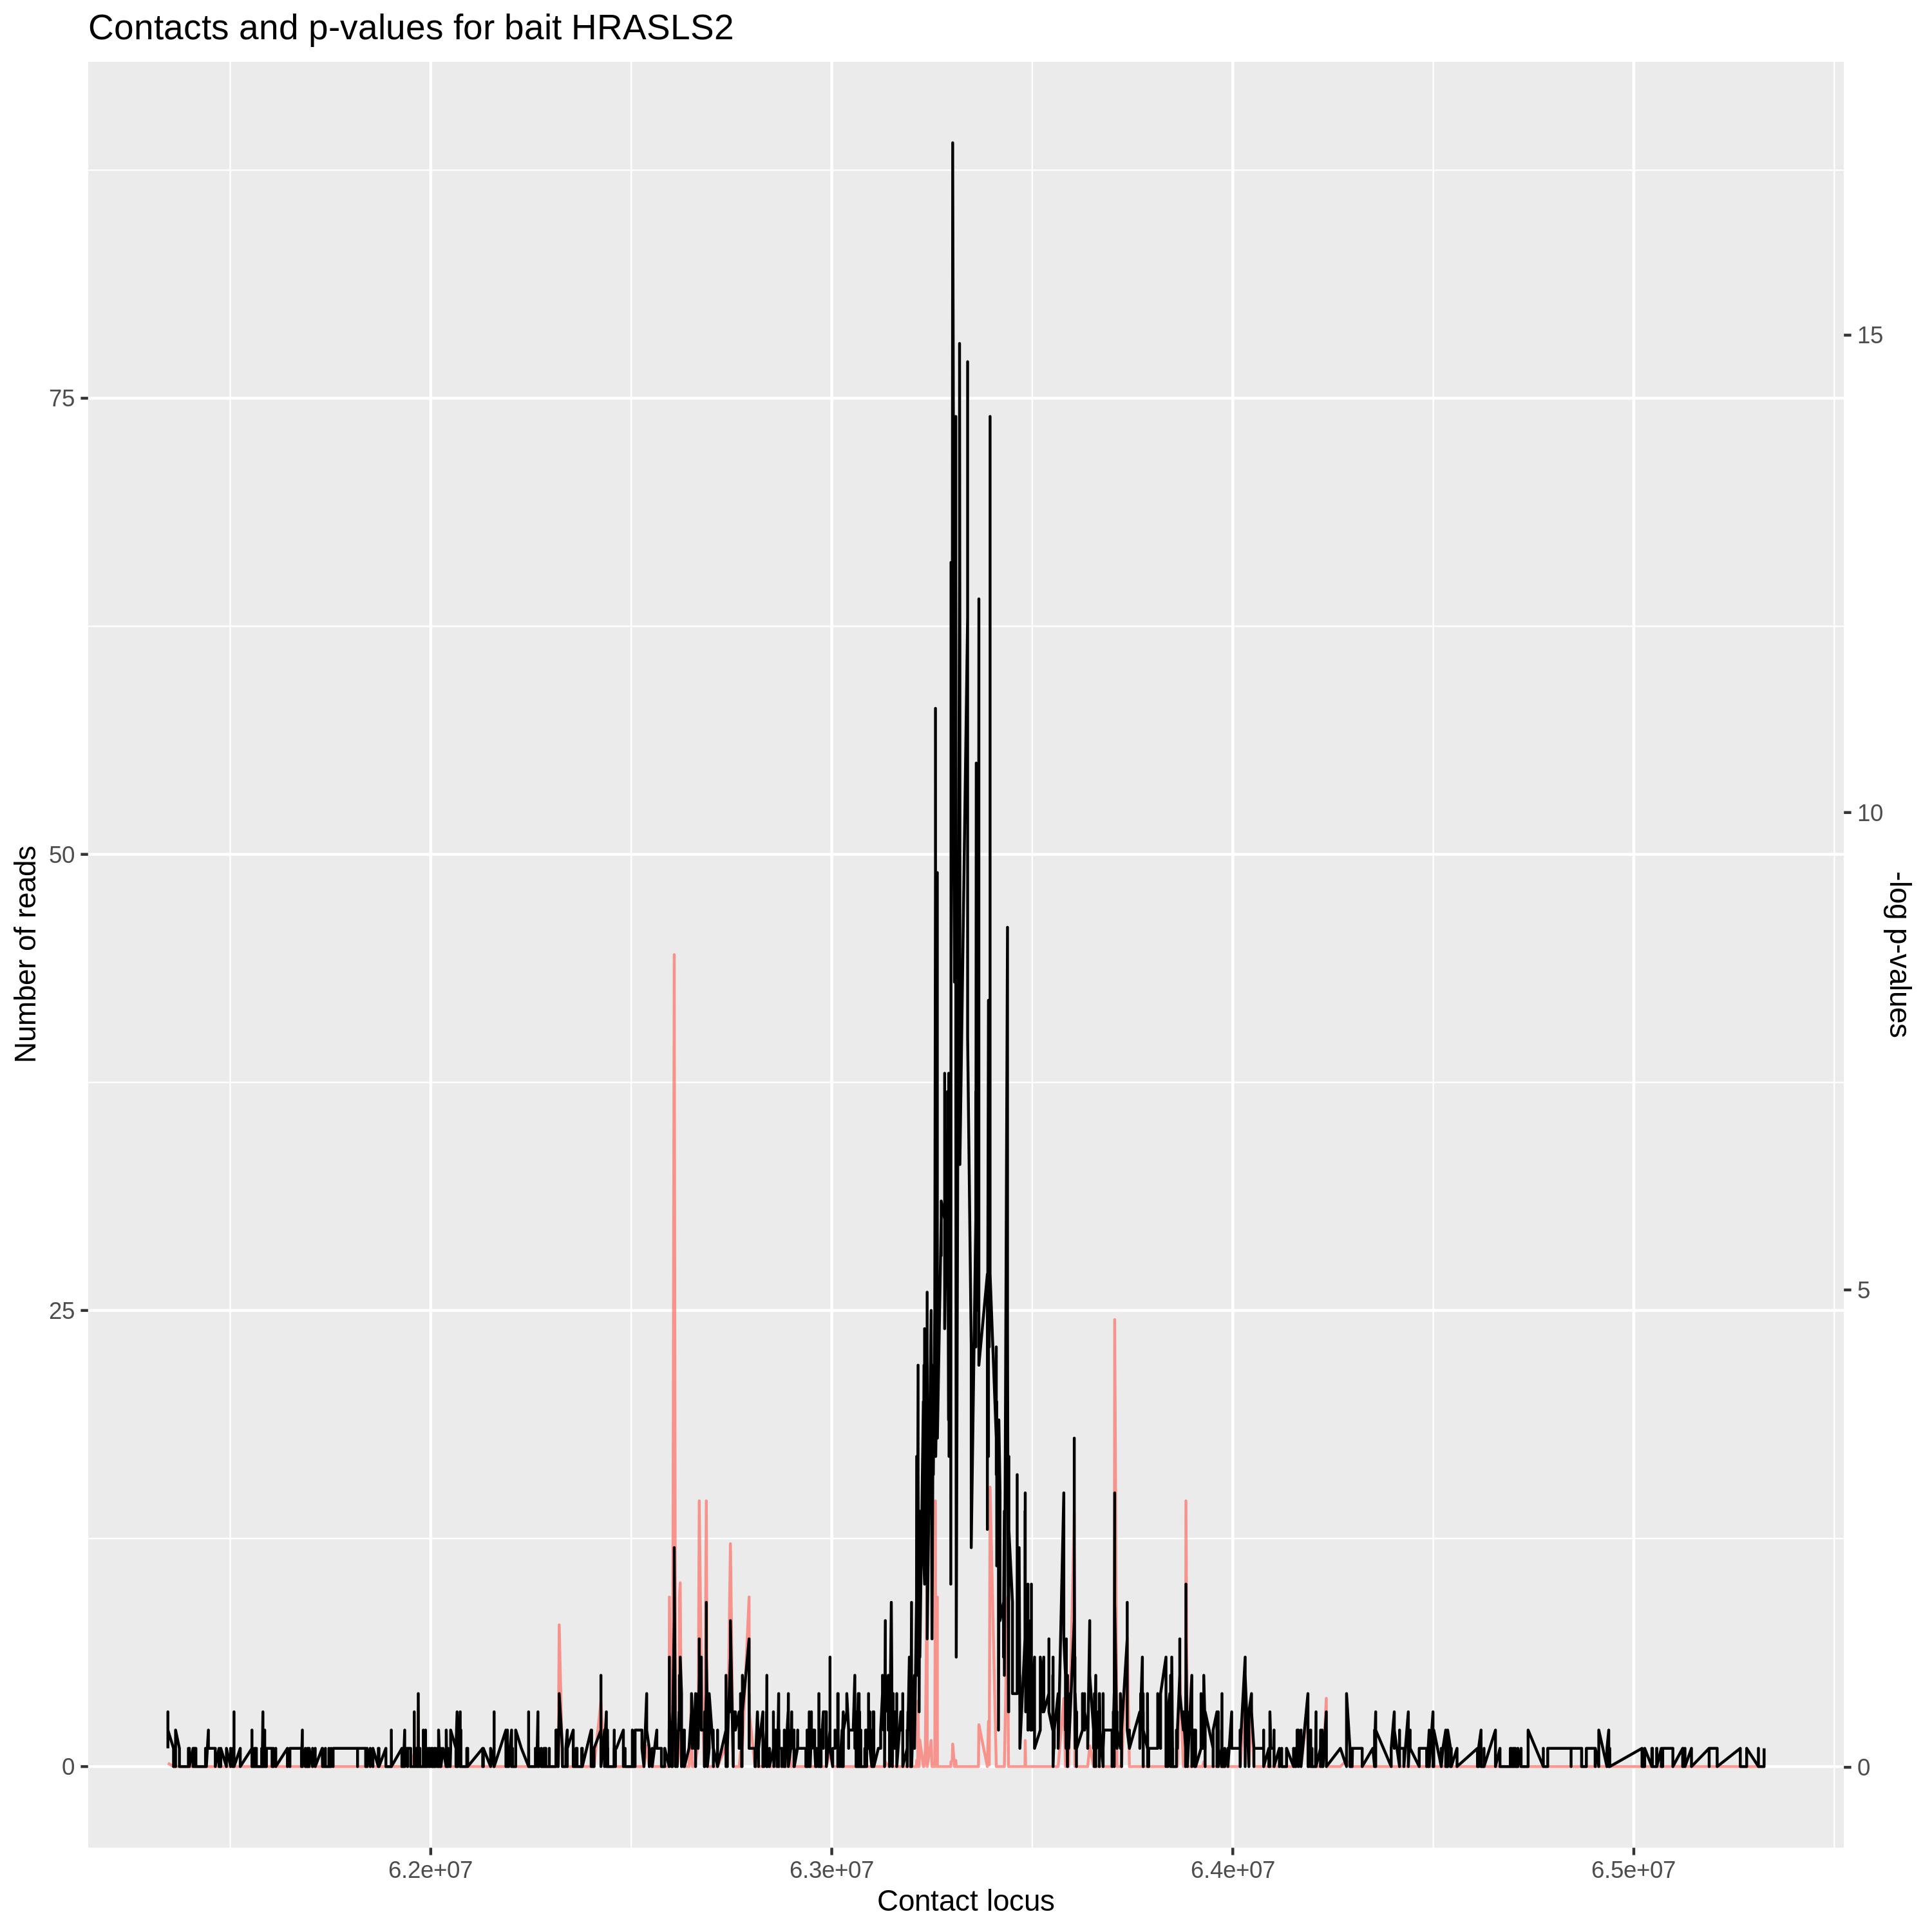 Contacts and p-values for bait HRASLS2
75
50
25
0
15
10
5
0
Number of reads
-log p-values
6.2e+07 6.3e+07 6.4e+07 6.5e+07
Contact locus